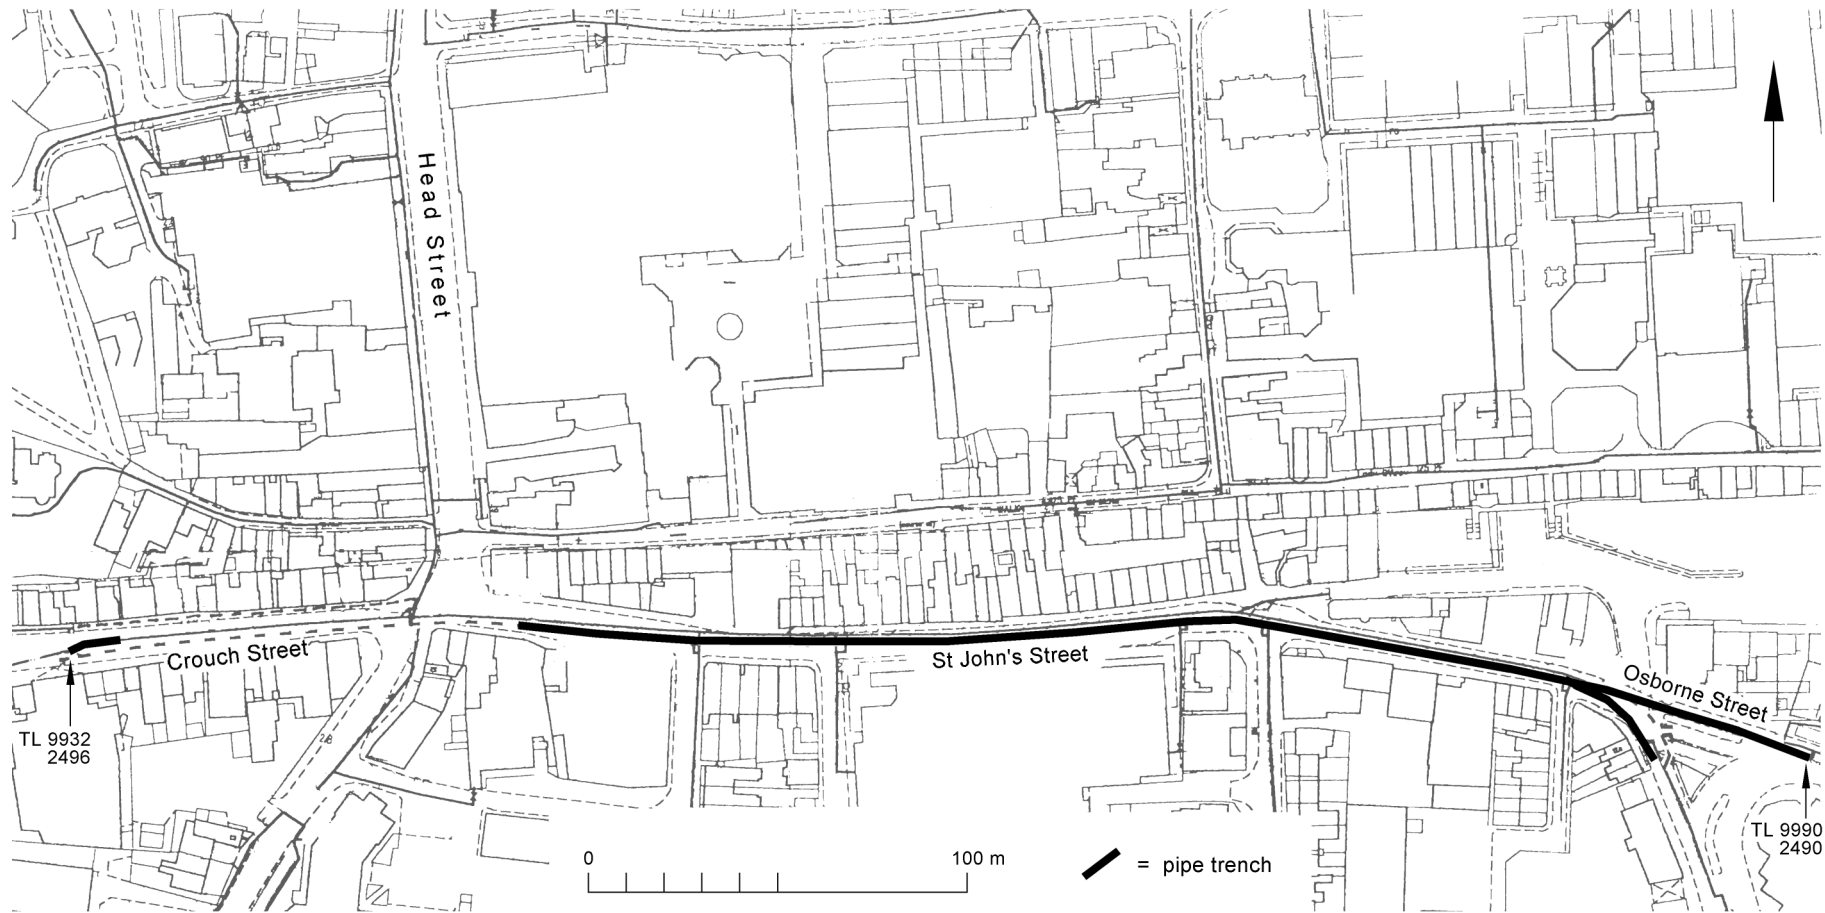 Head Street
Crouch Street
St John's Street
Osborne Street
TL 9932
2496
TL 9990
2490
0
100 m
= pipe trench